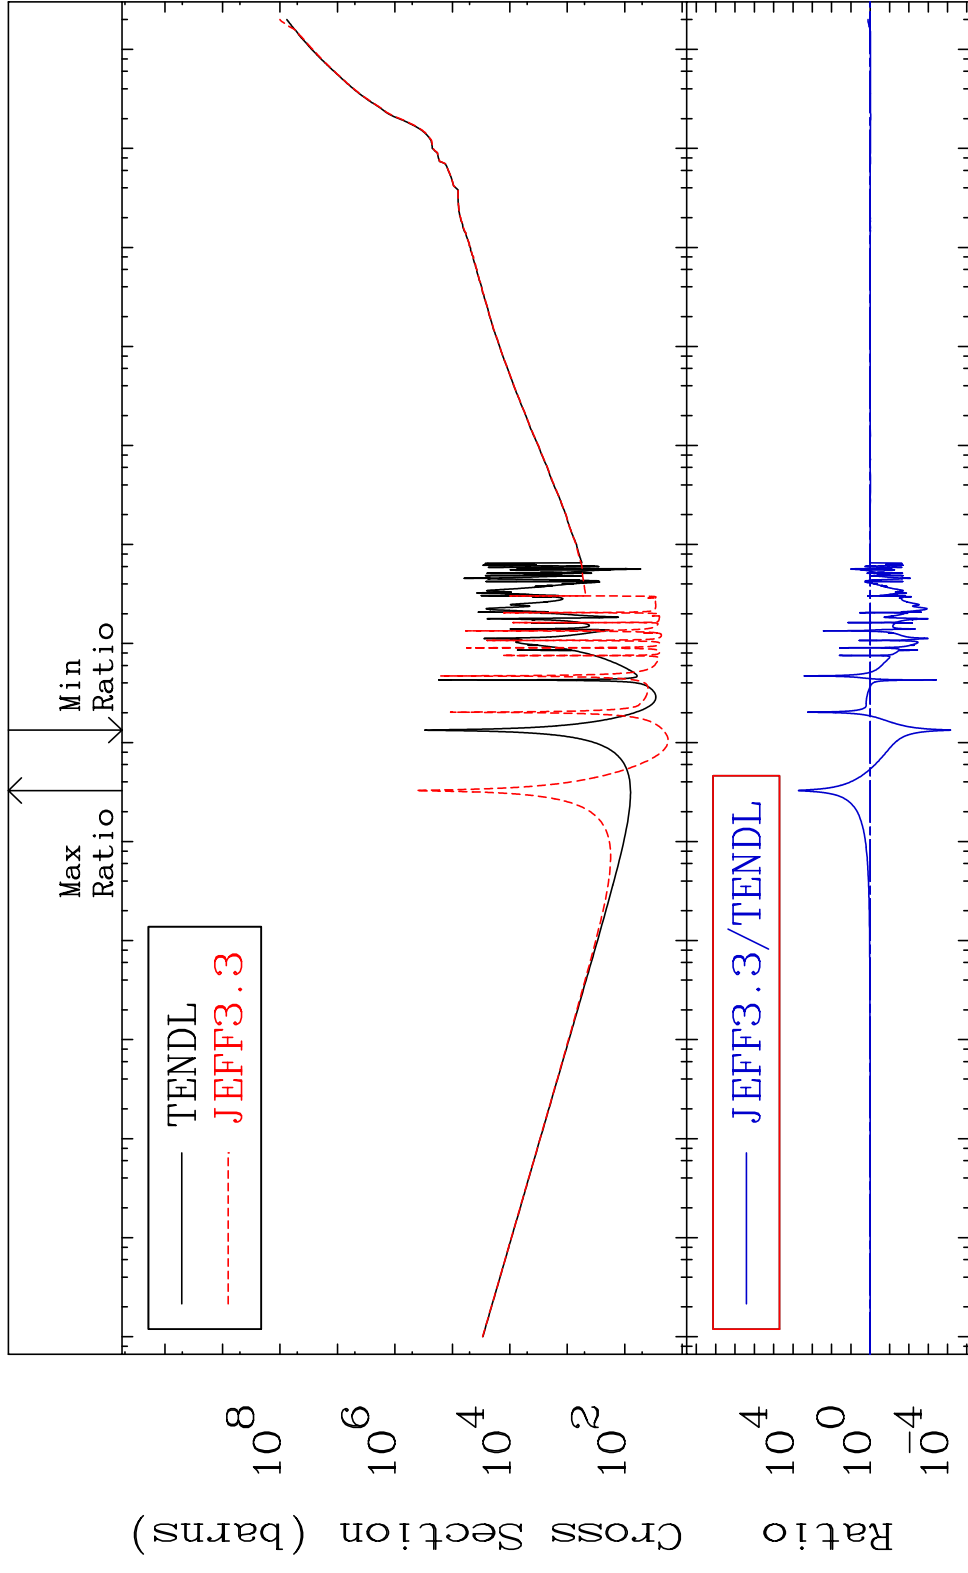 Max
Ratio
Min
Ratio
TENDL
JEFF3.3
10^8
10^6
10^4
10^2
Cross Section (barns)
JEFF3.3/TENDL
10^4
10^0
10^-4
Ratio